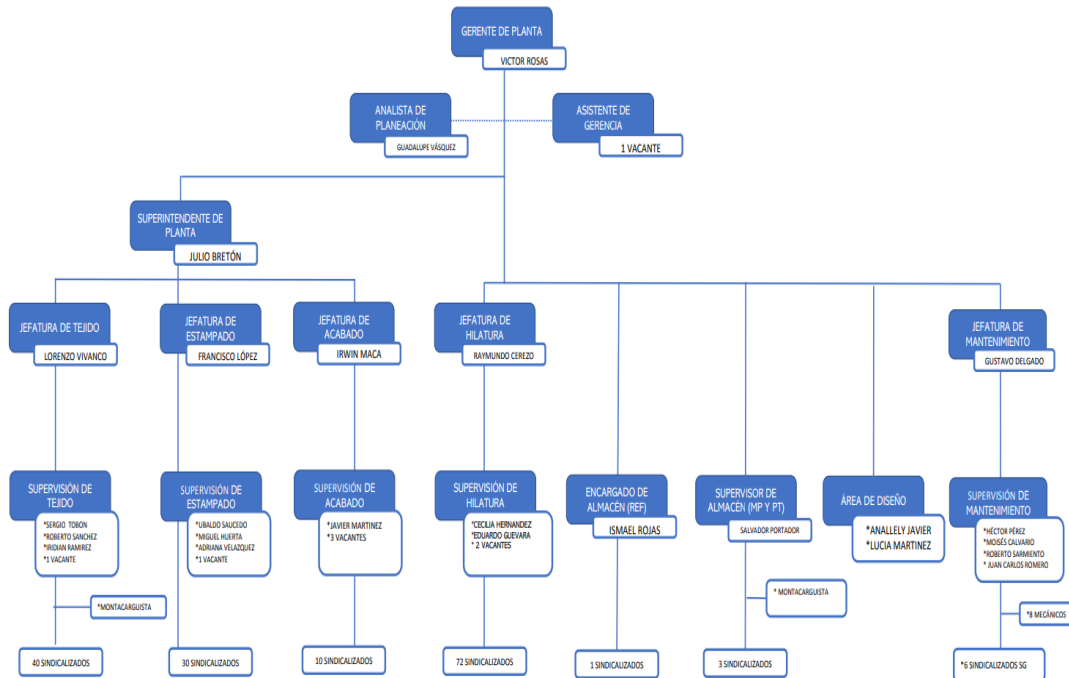 GERENTE DE PLANTA
VICTOR ROSAS
ANALISTA DE
PLANEACIÓN
GUADALUPE VÁSQUEZ
ASISTENTE DE
GERENCIA
1 VACANTE
SUPERINTENDENTE DE
PLANTA
JULIO BRETÓN
JEFATURA DE TEJIDO
LORENZO VIVANCO
JEFATURA DE
ESTAMPADO
FRANCISCO LÓPEZ
JEFATURA DE
ACABADO
IRWIN MACA
JEFATURA DE
HILATURA
RAYMUNDO CEREZO
JEFATURA DE
MANTENIMIENTO
GUSTAVO DELGADO
SUPERVISIÓN DE
TEJIDO
*SERGIO TOBON
*ROBERTO SANCHEZ
*IRIDIAN RAMIREZ
*1 VACANTE
SUPERVISIÓN DE
ESTAMPADO
*UBALDO SAUCEDO
*MIGUEL HUERTA
*ADRIANA VELAZQUEZ
*1 VACANTE
SUPERVISIÓN DE
ACABADO
*JAVIER MARTINEZ
*3 VACANTES
SUPERVISIÓN DE
HILATURA
*CECILIA HERNANDEZ
*EDUARDO GUEVARA
* 2 VACANTES
ENCARGADO DE
ALMACÉN (REF)
ISMAEL ROJAS
SUPERVISOR DE
ALMACÉN (MP Y PT)
SALVADOR PORTADOR
ÁREA DE DISEÑO
*ANALLELY JAVIER
*LUCIA MARTINEZ
SUPERVISIÓN DE
MANTENIMIENTO
*HÉCTOR PÉREZ
*MOISÉS CALVARIO
*ROBERTO SARMIENTO
* JUAN CARLOS ROMERO
*MONTACARGUISTA
* MONTACARGUISTA
*8 MECÁNICOS
40 SINDICALIZADOS
30 SINDICALIZADOS
10 SINDICALIZADOS
72 SINDICALIZADOS
1 SINDICALIZADOS
3 SINDICALIZADOS
*6 SINDICALIZADOS SG